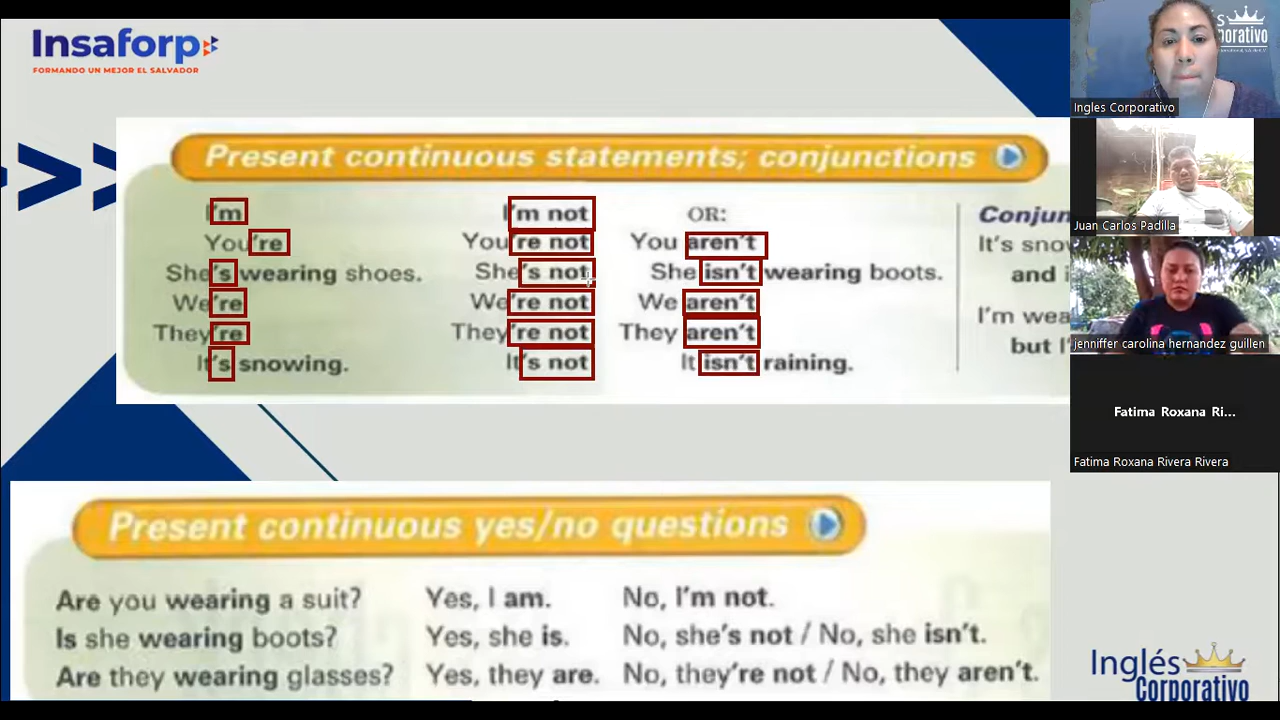 Insaforp
FORMANDO UN MEJOR EL SALVADOR
Present continuous statements; conjunctions
I'm I'm not OR: Conjun
You're You're not You aren't It's snow
She's wearing shoes. She's not She isn't wearing boots. and i
We're We're not We aren't I'm wea
They're They're not They aren't but I'
It's snowing. It's not It isn't raining.
Present continuous yes/no questions
Are you wearing a suit? Yes, I am. No, I'm not.
Is she wearing boots? Yes, she is. No, she's not / No, she isn't.
Are they wearing glasses? Yes, they are. No, they're not / No, they aren't.
Inglés
Corporativo
s
rporativo
Ingles Corporativo
Juan Carlos Padilla
jenniffer carolina hernandez guillen
Fatima Roxana Ri...
Fatima Roxana Rivera Rivera